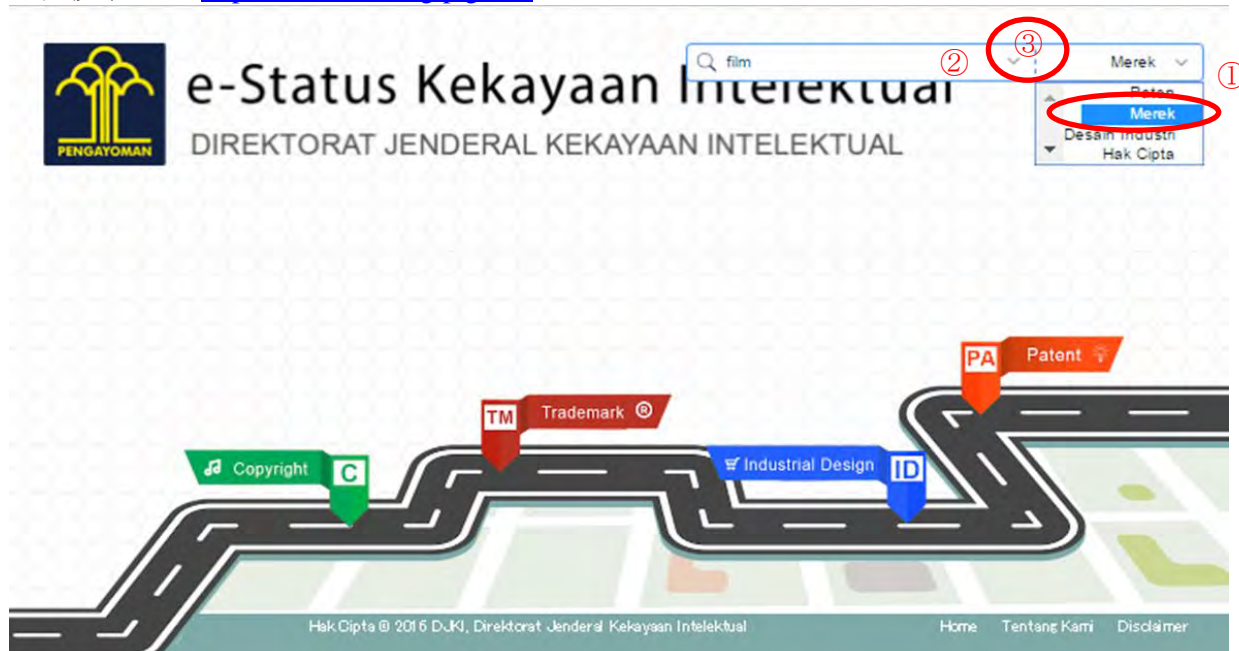 film
②
③
Merek
①
e-Status Kekayaan Intelektual
Paten
Merek
Desain Industri
Hak Cipta
PENGAYOMAN
DIREKTORAT JENDERAL KEKAYAAN INTELEKTUAL
PA
Patent
TM
Trademark ®
Copyright
C
Industrial Design
ID
Hak Cipta © 2016 DJKI, Direktorat Jenderal Kekayaan Intelektual
Home
Tentang Kami
Disclaimer